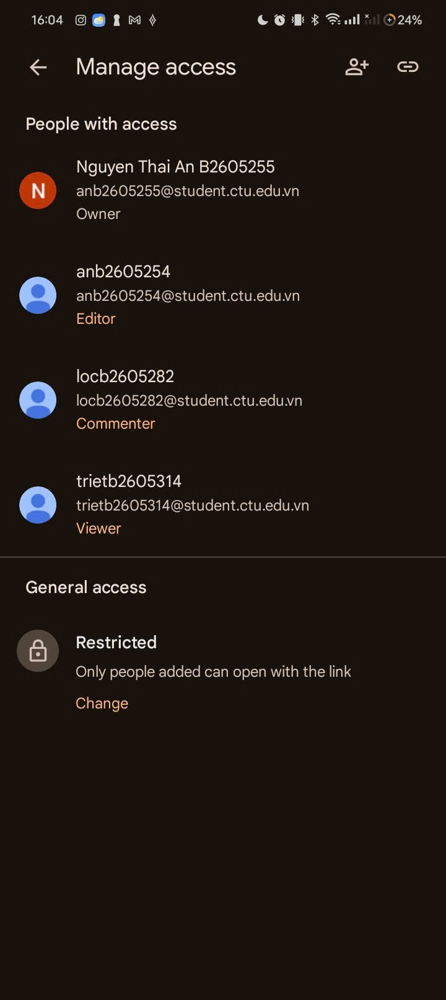 16:04
24%
Manage access
People with access
N
Nguyen Thai An B2605255
anb2605255@student.ctu.edu.vn
Owner
anb2605254
anb2605254@student.ctu.edu.vn
Editor
locb2605282
locb2605282@student.ctu.edu.vn
Commenter
trietb2605314
trietb2605314@student.ctu.edu.vn
Viewer
General access
Restricted
Only people added can open with the link
Change